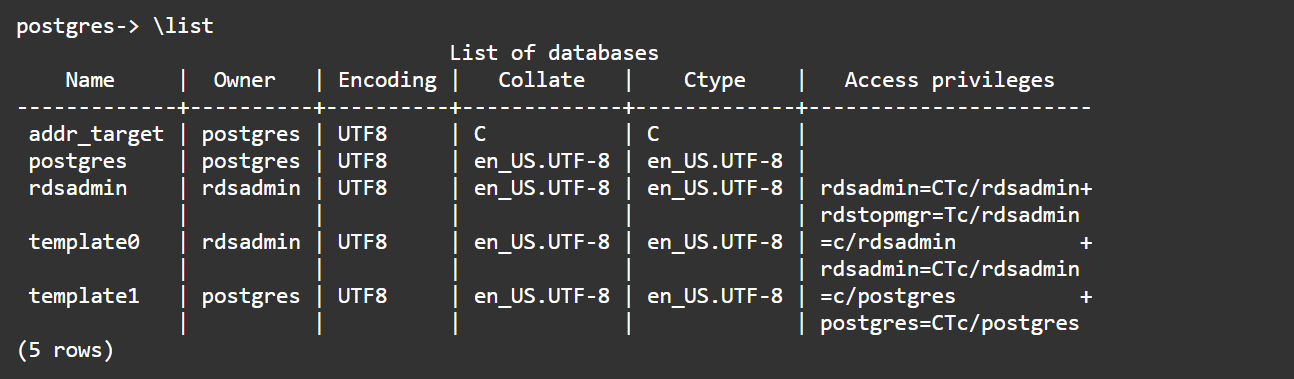 postgres-> \list
                                List of databases
    Name     |  Owner   | Encoding |   Collate   |    Ctype    |   Access privileges
-------------+----------+----------+-------------+-------------+-----------------------
 addr_target | postgres | UTF8     | C           | C           |
 postgres    | postgres | UTF8     | en_US.UTF-8 | en_US.UTF-8 |
 rdsadmin    | rdsadmin | UTF8     | en_US.UTF-8 | en_US.UTF-8 | rdsadmin=CTc/rdsadmin+
             |          |          |             |             | rdstopmgr=Tc/rdsadmin
 template0   | rdsadmin | UTF8     | en_US.UTF-8 | en_US.UTF-8 | =c/rdsadmin          +
             |          |          |             |             | rdsadmin=CTc/rdsadmin
 template1   | postgres | UTF8     | en_US.UTF-8 | en_US.UTF-8 | =c/postgres          +
             |          |          |             |             | postgres=CTc/postgres
(5 rows)